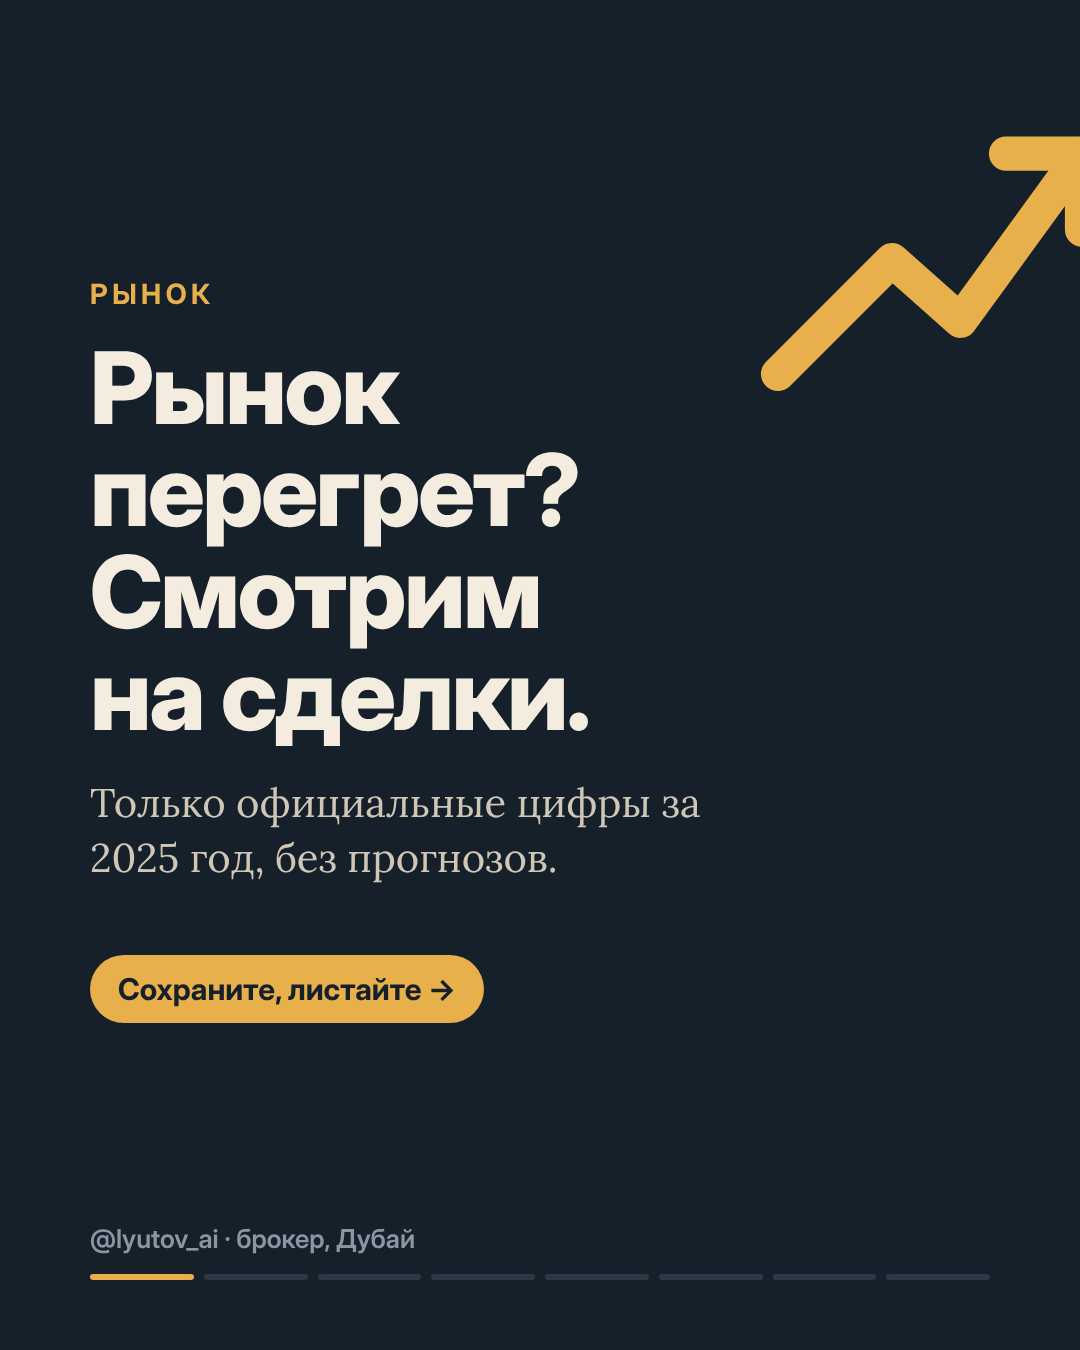 РЫНОК
Рынок
перегрет?
Смотрим
на сделки.
Только официальные цифры за
2025 год, без прогнозов.
Сохраните, листайте →
@lyutov_ai · брокер, Дубай